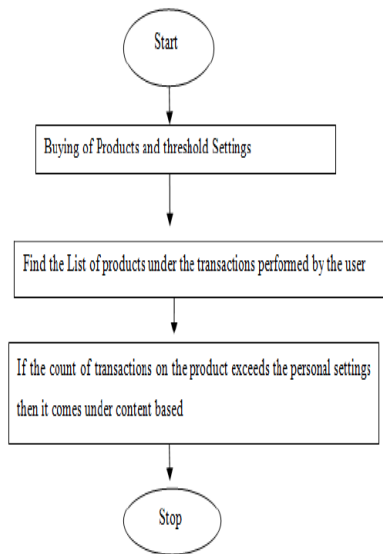 Start
Buying of Products and threshold Settings
Find the List of products under the transactions performed by the user
If the count of transactions on the product exceeds the personal settings
then it comes under content based
Stop